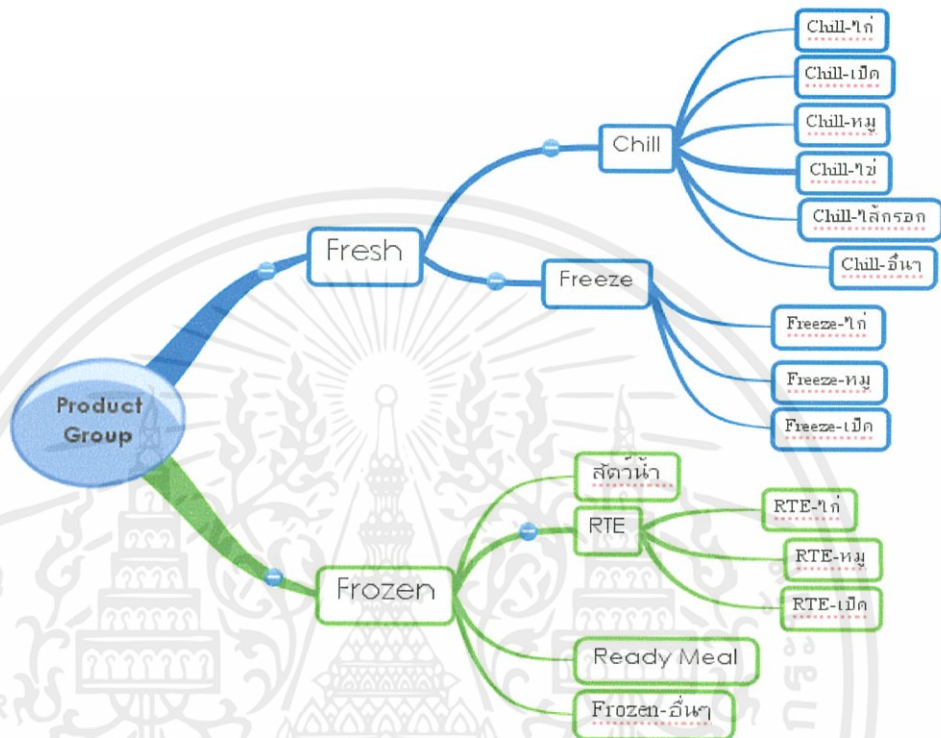 Product
Group
Fresh
Chill
Chill-ไก่
Chill-เป็ด
Chill-หมู
Chill-ไข่
Chill-ไส้กรอก
Chill-อื่นๆ
Freeze
Freeze-ไก่
Freeze-หมู
Freeze-เป็ด
Frozen
สัตว์น้ำ
RTE
RTE-ไก่
RTE-หมู
RTE-เป็ด
Ready Meal
Frozen-อื่นๆ